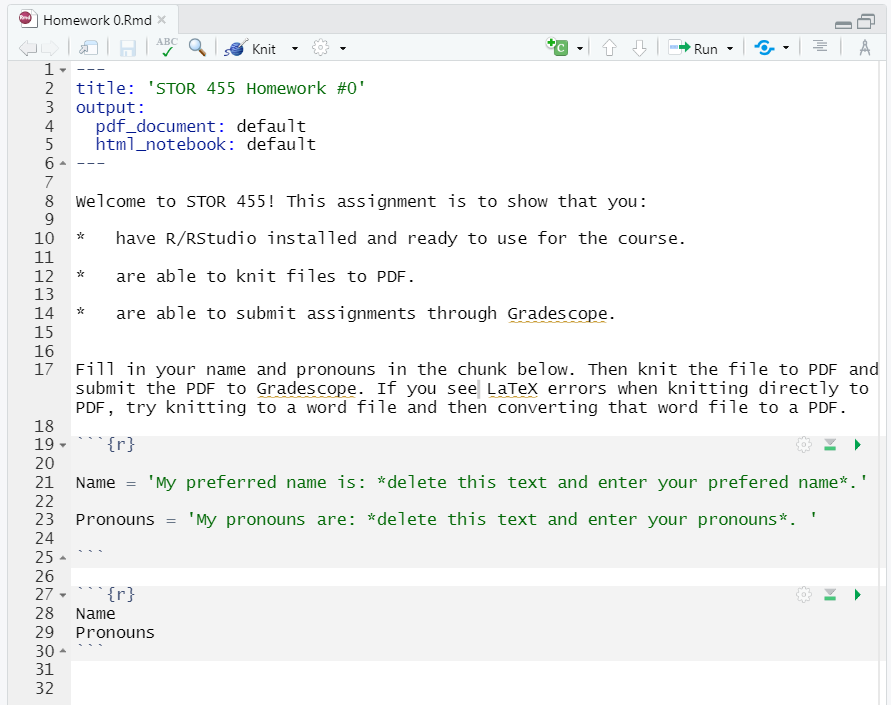 Homework 0.Rmd
ABC Knit Run
1 ---
2 title: 'STOR 455 Homework #0'
3 output:
4   pdf_document: default
5   html_notebook: default
6 ---
7
8 Welcome to STOR 455! This assignment is to show that you:
9
10 *   have R/RStudio installed and ready to use for the course.
11
12 *   are able to knit files to PDF.
13
14 *   are able to submit assignments through Gradescope.
15
16
17 Fill in your name and pronouns in the chunk below. Then knit the file to PDF and
submit the PDF to Gradescope. If you see LaTeX errors when knitting directly to
PDF, try knitting to a word file and then converting that word file to a PDF.
18
19 ```{r}
20
21 Name = 'My preferred name is: *delete this text and enter your prefered name*.'
22
23 Pronouns = 'My pronouns are: *delete this text and enter your pronouns*. '
24
25 ```
26
27 ```{r}
28 Name
29 Pronouns
30 ```
31
32